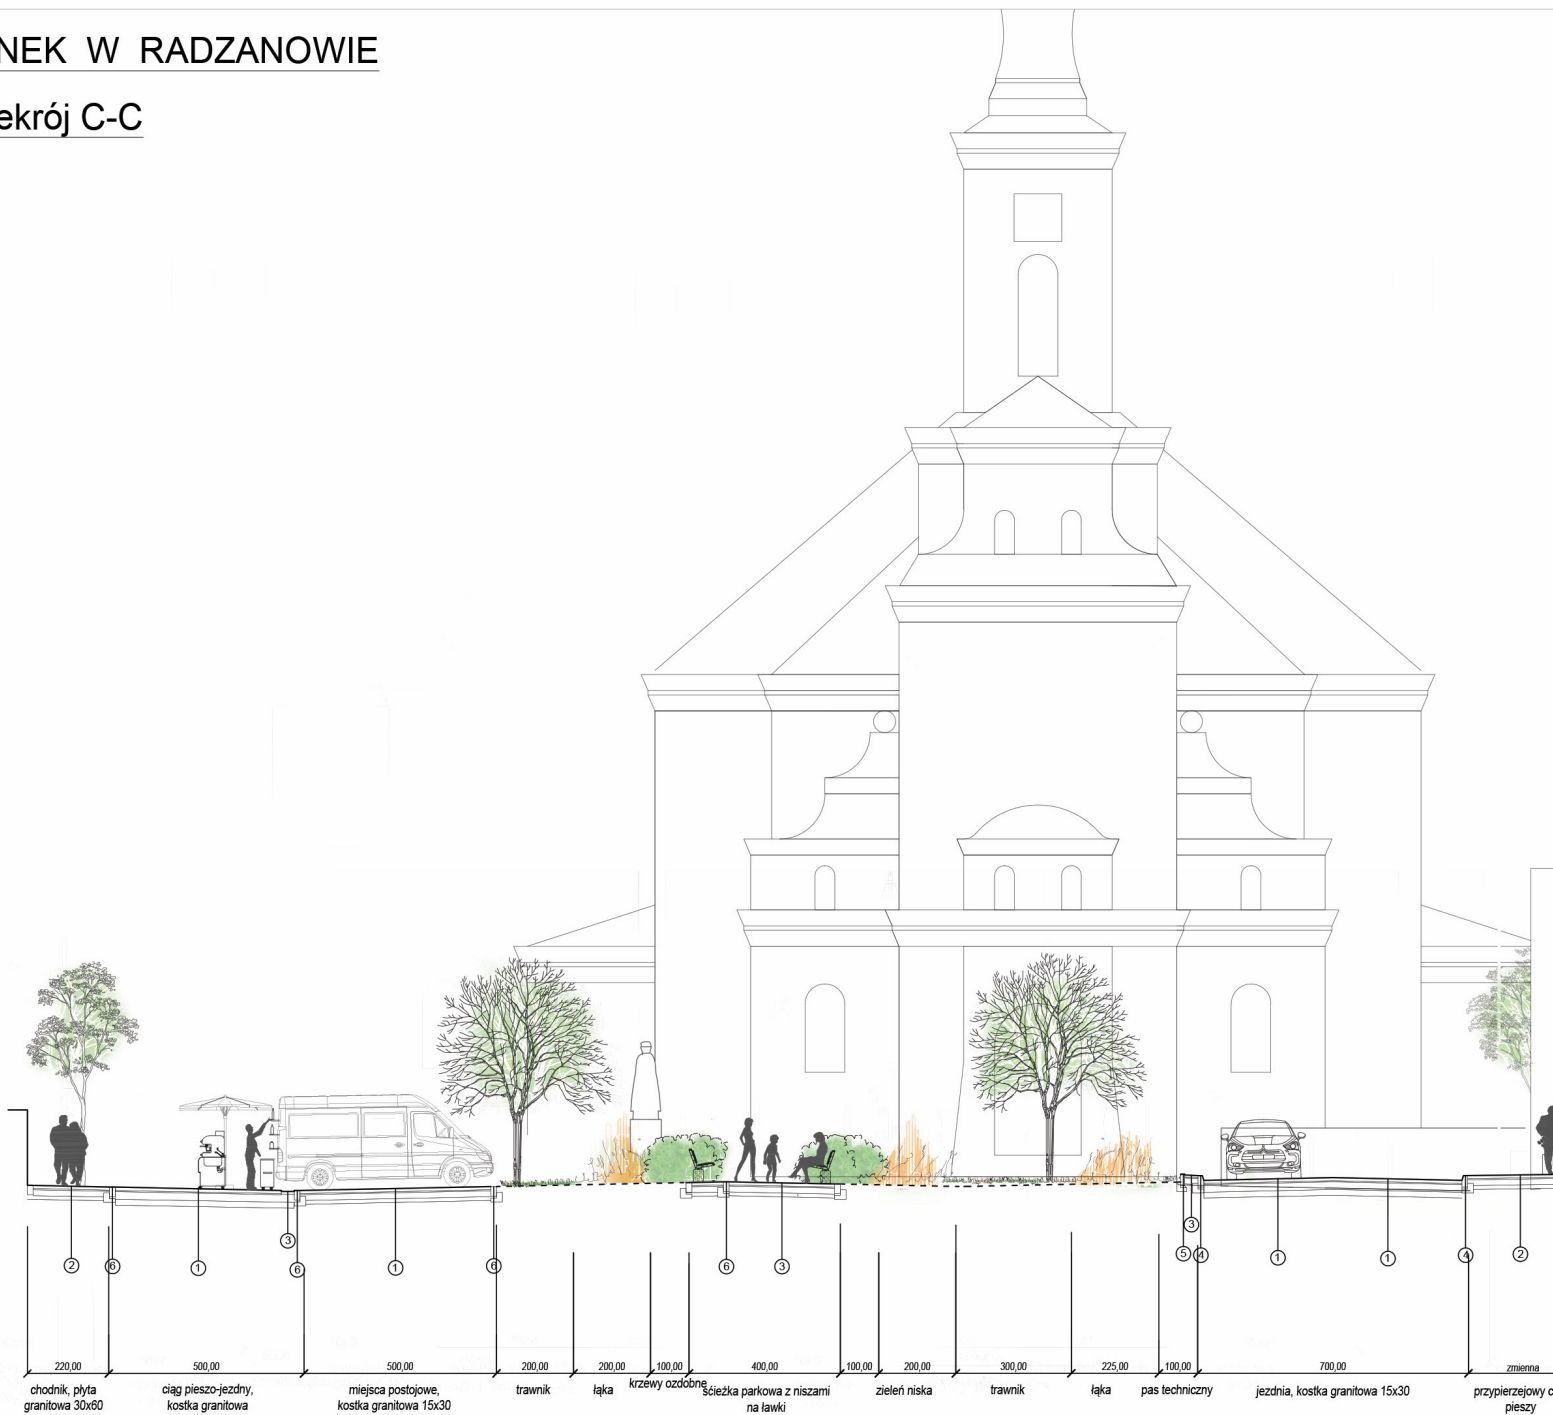 NEK W RADZANOWIE
ekrój C-C
2
6
1
3
6
1
6
6
3
5
3
4
1
1
4
2
220,00
500,00
500,00
200,00
200,00
100,00
400,00
100,00
200,00
300,00
225,00
100,00
700,00
zmienna
chodnik, płyta
granitowa 30x60
ciąg pieszo-jezdny,
kostka granitowa
miejsca postojowe,
kostka granitowa 15x30
trawnik
łąka
krzewy ozdobne
śćieżka parkowa z niszami
na ławki
zieleń niska
trawnik
łąka
pas techniczny
jezdnia, kostka granitowa 15x30
przypierzejowy c
pieszy